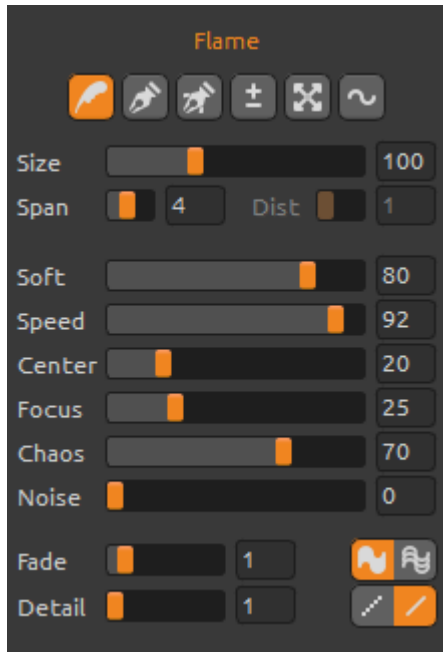 Flame
Size 100
Span 4 Dist 1
Soft 80
Speed 92
Center 20
Focus 25
Chaos 70
Noise 0
Fade 1
Detail 1